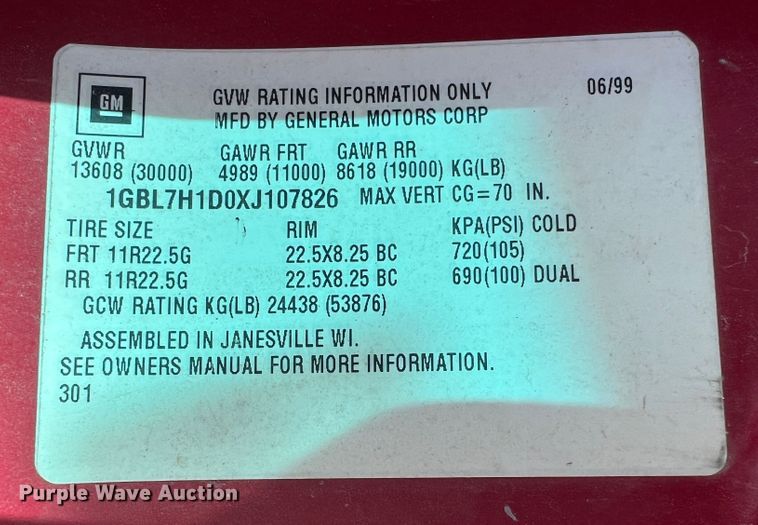 GM
GVW RATING INFORMATION ONLY 06/99
MFD BY GENERAL MOTORS CORP
GVWR GAWR FRT GAWR RR
13608 (30000) 4989 (11000) 8618 (19000) KG(LB)
1GBL7H1D0XJ107826 MAX VERT CG=70 IN.
TIRE SIZE RIM KPA(PSI) COLD
FRT 11R22.5G 22.5X8.25 BC 720(105)
RR 11R22.5G 22.5X8.25 BC 690(100) DUAL
GCW RATING KG(LB) 24438 (53876)
ASSEMBLED IN JANESVILLE WI.
SEE OWNERS MANUAL FOR MORE INFORMATION.
301
Purple Wave Auction